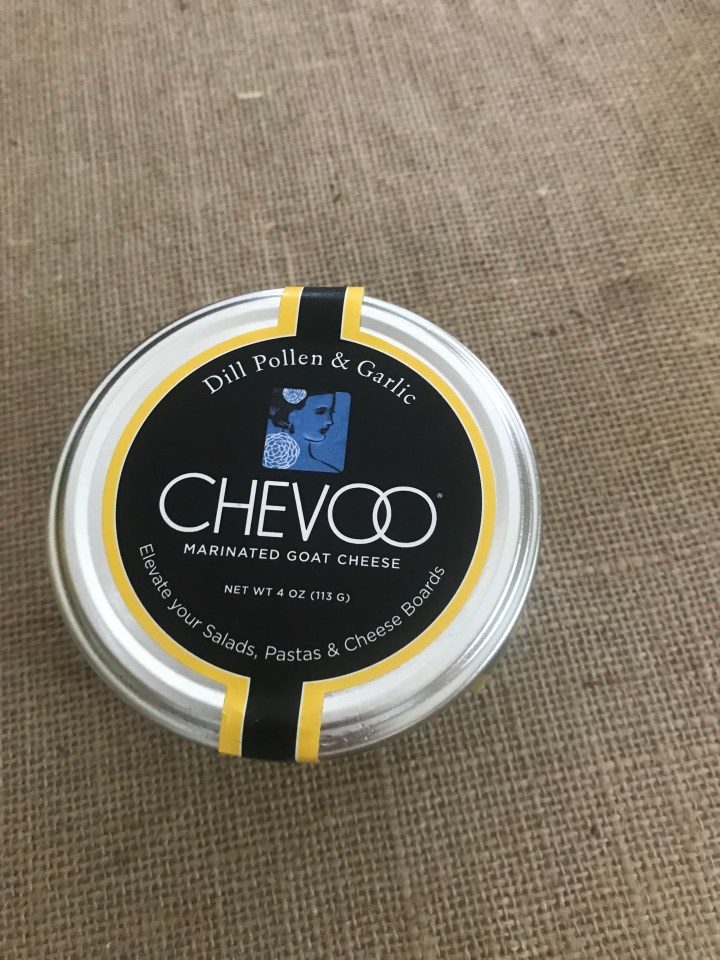 Dill Pollen & Garlic
CHEVOO®
MARINATED GOAT CHEESE
NET WT 4 OZ (113 G)
Elevate your Salads, Pastas & Cheese Boards